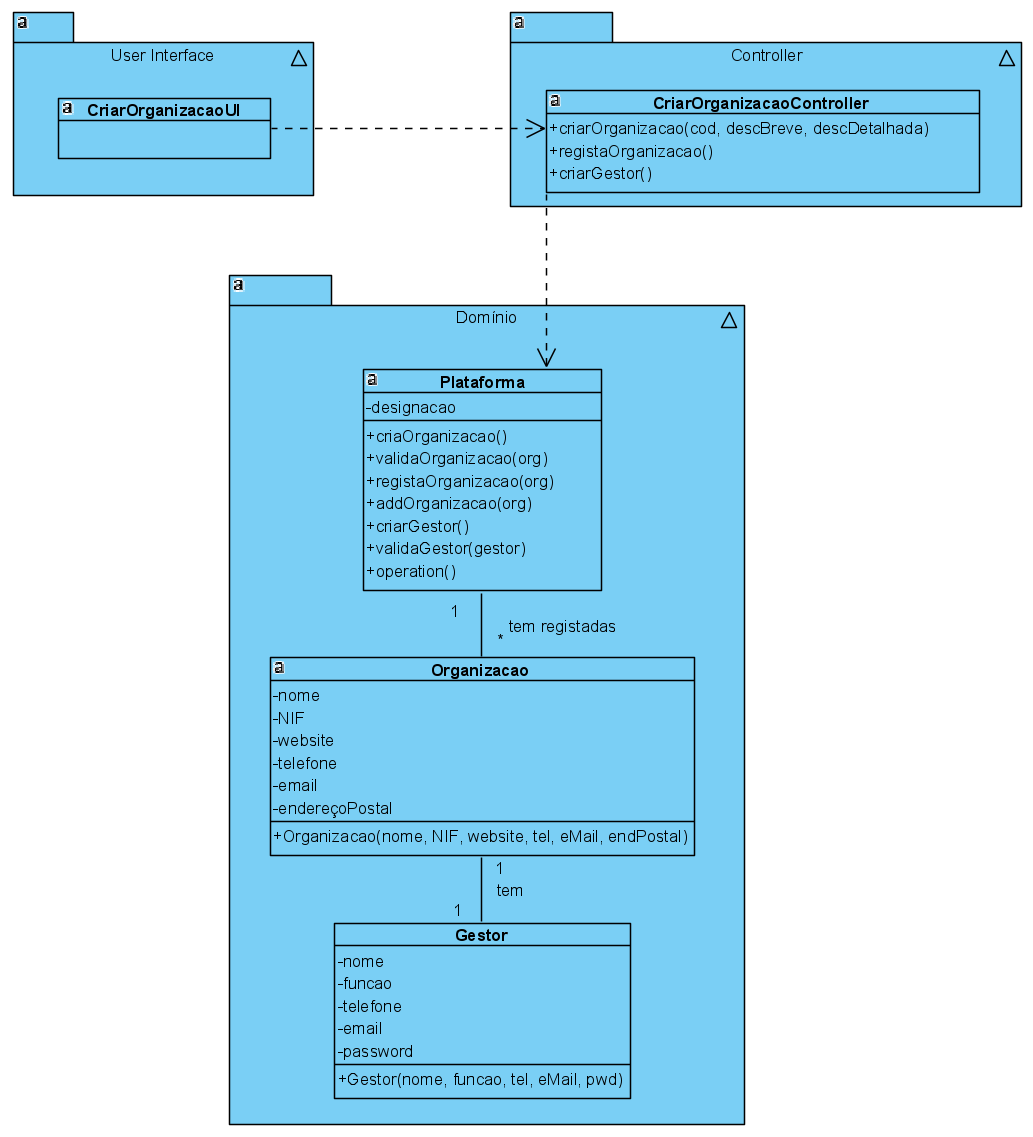 a
a
User Interface
Controller
a
CriarOrganizacaoUI
a
CriarOrganizacaoController
+criarOrganizacao(cod, descBreve, descDetalhada)
+registaOrganizacao()
+criarGestor()
a
Domínio
a
Plataforma
-designacao
+criaOrganizacao()
+validaOrganizacao(org)
+registaOrganizacao(org)
+addOrganizacao(org)
+criarGestor()
+validaGestor(gestor)
+operation()
1
tem registadas
*
a
Organizacao
-nome
-NIF
-website
-telefone
-email
-endereçoPostal
+Organizacao(nome, NIF, website, tel, eMail, endPostal)
1
tem
1
Gestor
-nome
-funcao
-telefone
-email
-password
+Gestor(nome, funcao, tel, eMail, pwd)